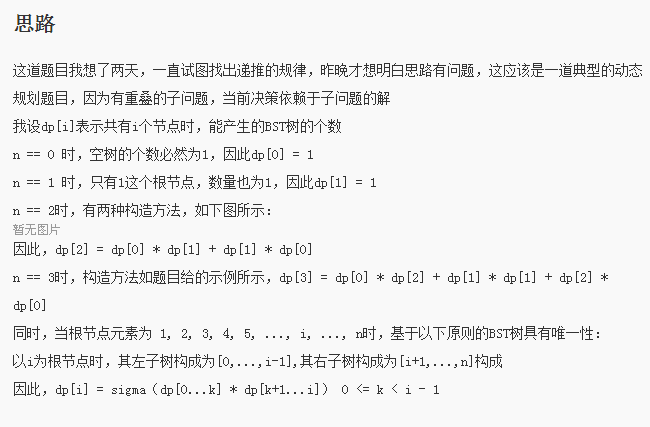 思路
这道题目我想了两天，一直试图找出递推的规律，昨晚才想明白思路有问题，这应该是一道典型的动态
规划题目，因为有重叠的子问题，当前决策依赖于子问题的解
我设dp[i]表示共有i个节点时，能产生的BST树的个数
n == 0 时，空树的个数必然为1，因此dp[0] = 1
n == 1 时，只有1这个根节点，数量也为1，因此dp[1] = 1
n == 2时，有两种构造方法，如下图所示：
暂无图片
因此，dp[2] = dp[0] * dp[1] + dp[1] * dp[0]
n == 3时，构造方法如题目给的示例所示，dp[3] = dp[0] * dp[2] + dp[1] * dp[1] + dp[2] *
dp[0]
同时，当根节点元素为 1, 2, 3, 4, 5, ..., i, ..., n时，基于以下原则的BST树具有唯一性：
以i为根节点时，其左子树构成为[0,...,i-1],其右子树构成为[i+1,...,n]构成
因此，dp[i] = sigma（dp[0...k] * dp[k+1...i]） 0 <= k < i - 1